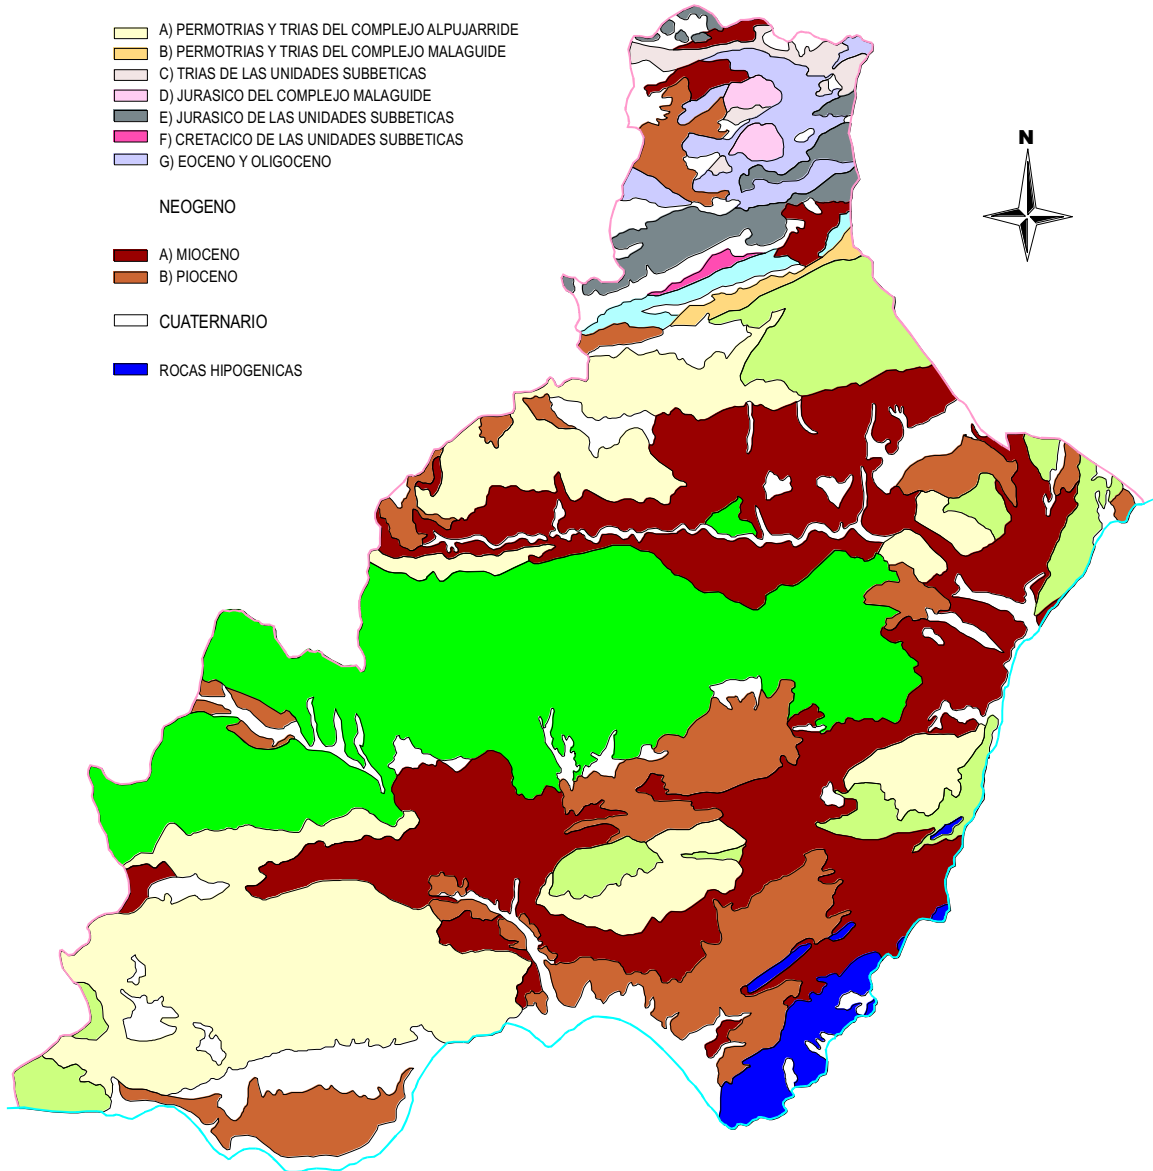 A) PERMOTRIAS Y TRIAS DEL COMPLEJO ALPUJARRIDE
B) PERMOTRIAS Y TRIAS DEL COMPLEJO MALAGUIDE
C) TRIAS DE LAS UNIDADES SUBBETICAS
D) JURASICO DEL COMPLEJO MALAGUIDE
E) JURASICO DE LAS UNIDADES SUBBETICAS
F) CRETACICO DE LAS UNIDADES SUBBETICAS
G) EOCENO Y OLIGOCENO
N
NEOGENO
A) MIOCENO
B) PIOCENO
CUATERNARIO
ROCAS HIPOGENICAS